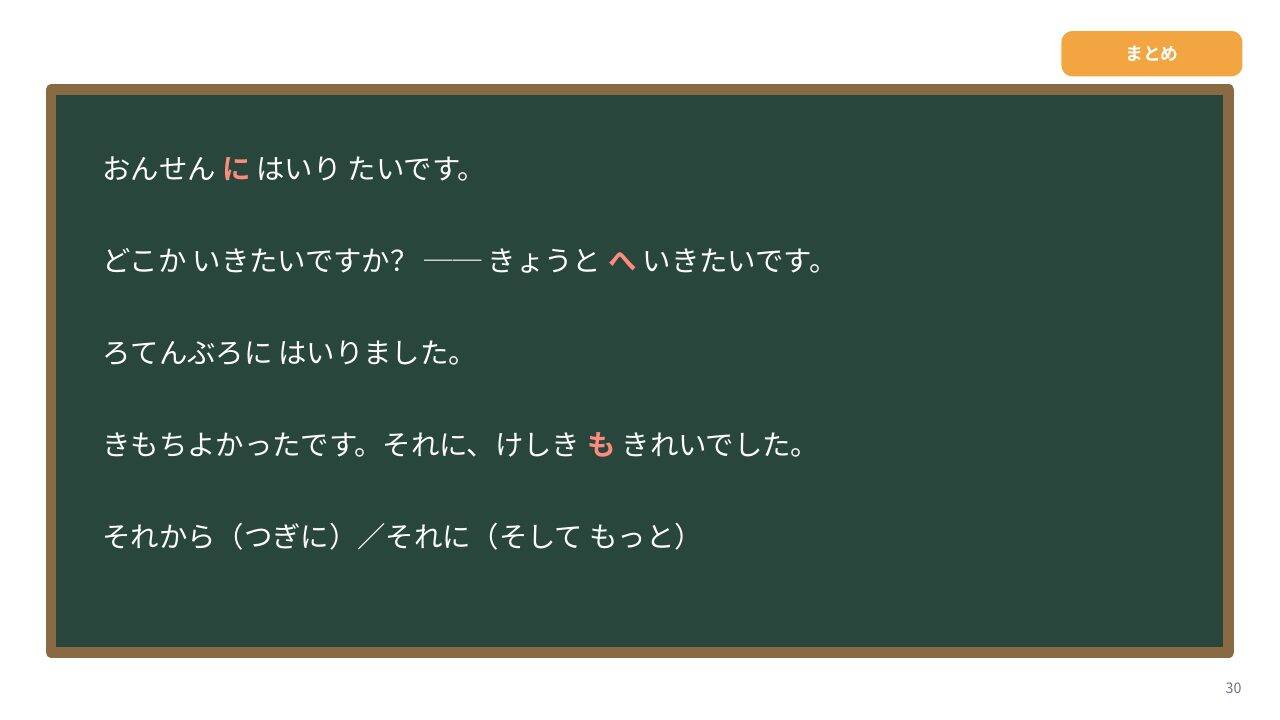 まとめ
おんせん に はいり たいです。
どこか いきたいですか？ ── きょうと へ いきたいです。
ろてんぶろに はいりました。
きもちよかったです。それに、けしき も きれいでした。
それから（つぎに）／それに（そして もっと）
30